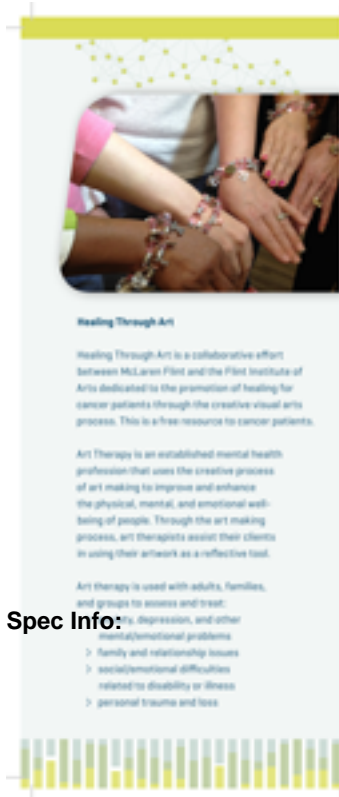 Healing Through Art
Healing Through Art is a collaborative effort
between McLaren Flint and the Flint Institute of
Arts dedicated to the promotion of healing for
cancer patients through the creative visual arts
process. This is a free resource to cancer patients.
Art Therapy is an established mental health
profession that uses the creative process
of art making to improve and enhance
the physical, mental, and emotional well-
being of people. Through the art making
process, art therapists assist their clients
in using their artwork as a reflective tool.
Art therapy is used with adults, families,
and groups to assess and treat:
Spec Info:
depression, and other
mental/emotional problems
> family and relationship issues
> social/emotional difficulties
related to disability or illness
> personal trauma and loss